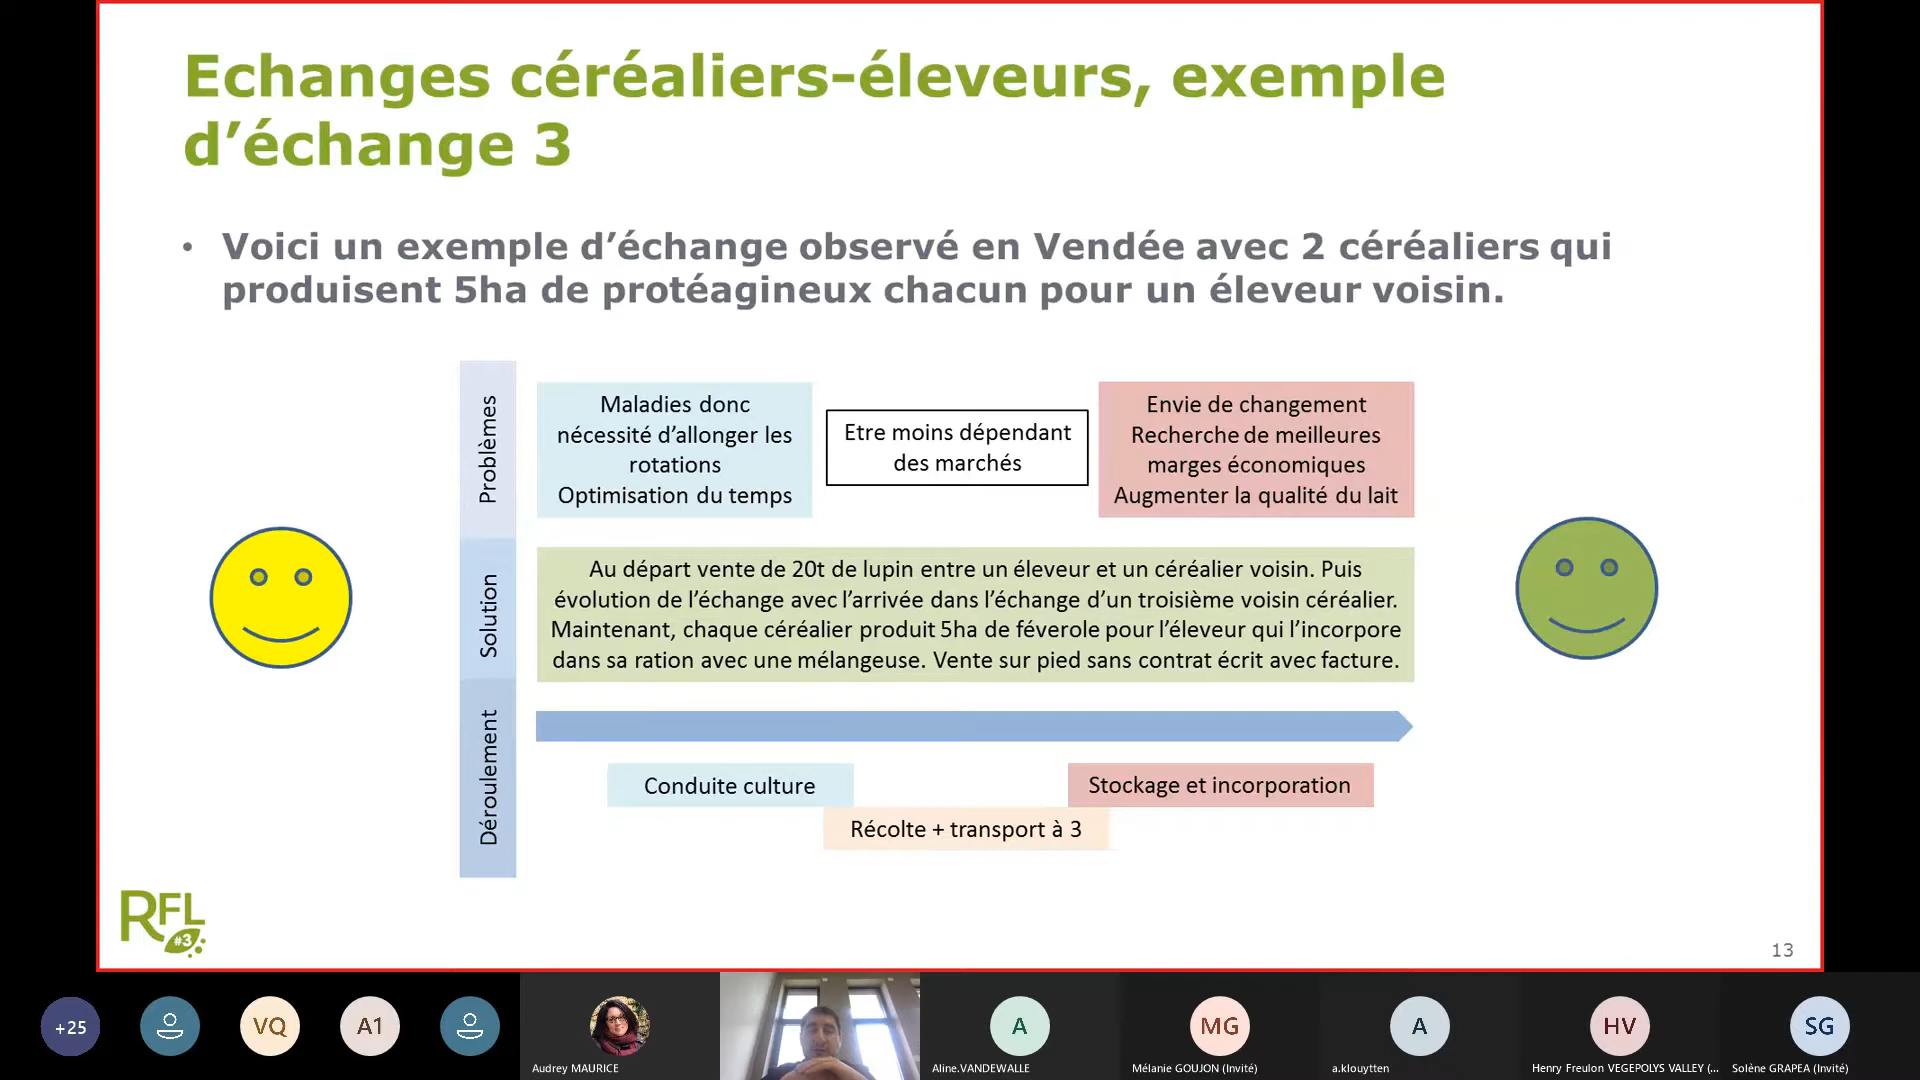 Echanges céréaliers-éleveurs, exemple
d’échange 3
• Voici un exemple d’échange observé en Vendée avec 2 céréaliers qui
produisent 5ha de protéagineux chacun pour un éleveur voisin.
Problèmes
Maladies donc
nécessité d’allonger les
rotations
Optimisation du temps
Etre moins dépendant
des marchés
Envie de changement
Recherche de meilleures
marges économiques
Augmenter la qualité du lait
Solution
Au départ vente de 20t de lupin entre un éleveur et un céréalier voisin. Puis
évolution de l’échange avec l’arrivée dans l’échange d’un troisième voisin céréalier.
Maintenant, chaque céréalier produit 5ha de féverole pour l’éleveur qui l’incorpore
dans sa ration avec une mélangeuse. Vente sur pied sans contrat écrit avec facture.
Déroulement
Conduite culture
Stockage et incorporation
Récolte + transport à 3
RFL
#3
13
+25
VQ
A1
A
MG
A
HV
SG
Audrey MAURICE
Aline.VANDEWALLE
Mélanie GOUJON (Invité)
a.klouytten
Henry Freulon VEGEPOLYS VALLEY (...
Solène GRAPEA (Invité)